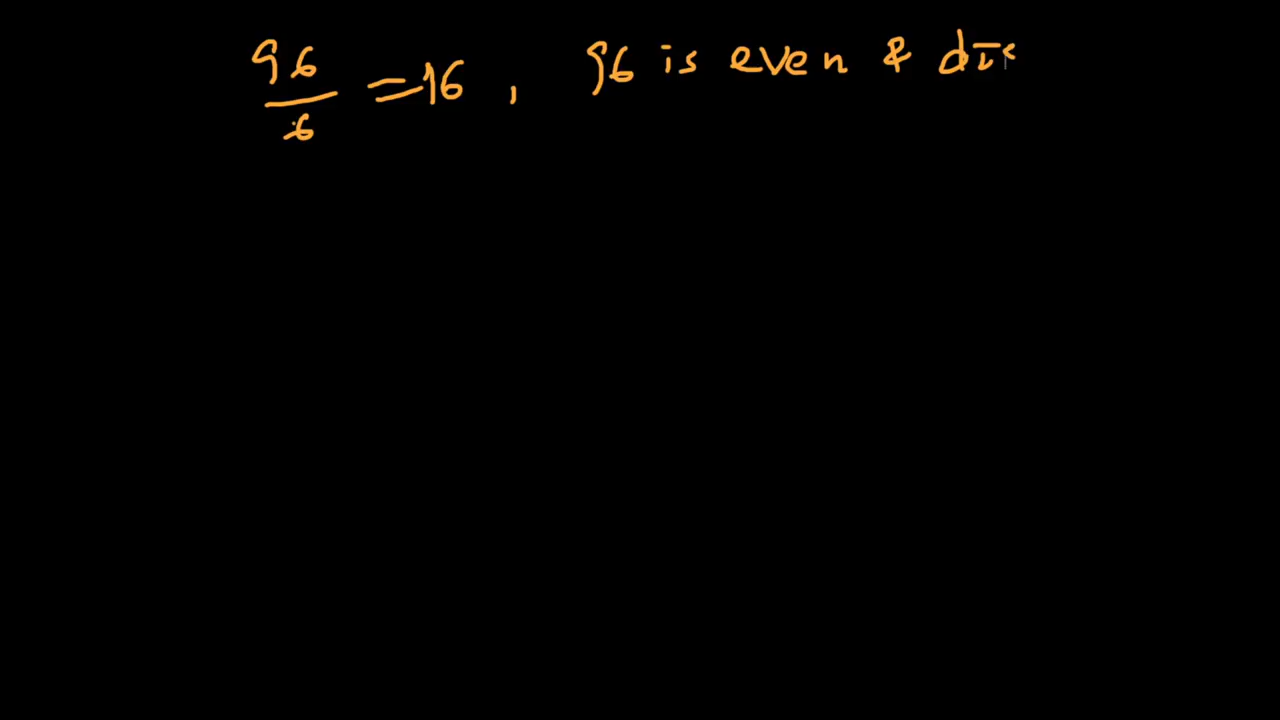 96/6 = 16 , 96 is even &